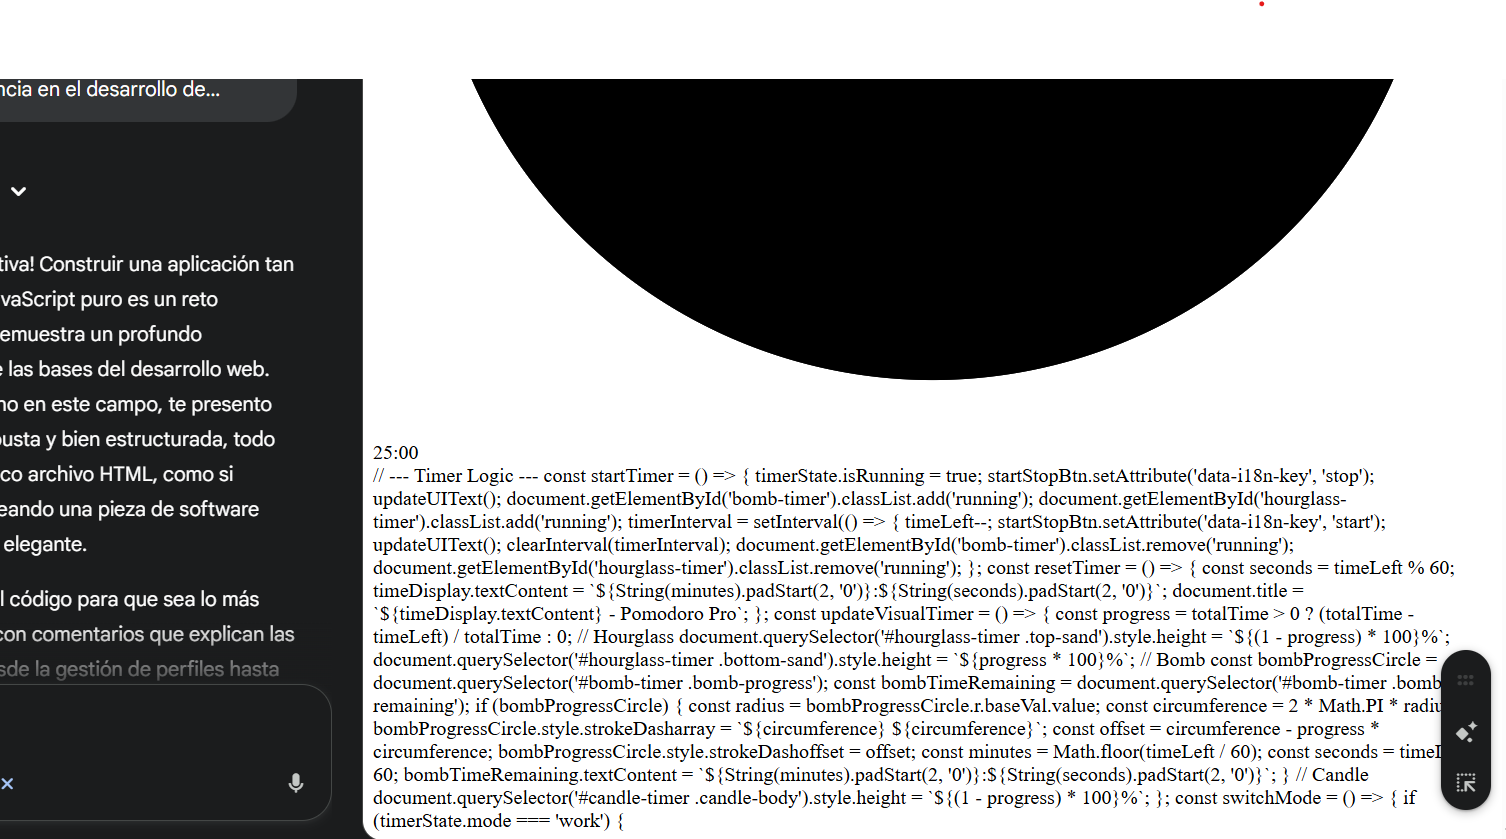 ncia en el desarrollo de...
tiva! Construir una aplicación tan
vaScript puro es un reto
emuestra un profundo
e las bases del desarrollo web.
no en este campo, te presento
usta y bien estructurada, todo
co archivo HTML, como si
eando una pieza de software
elegante.
l código para que sea lo más
con comentarios que explican las
sde la gestión de perfiles hasta
25:00
// --- Timer Logic --- const startTimer = () => { timerState.isRunning = true; startStopBtn.setAttribute('data-i18n-key', 'stop');
updateUIText(); document.getElementById('bomb-timer').classList.add('running'); document.getElementById('hourglass-
timer').classList.add('running'); timerInterval = setInterval(() => { timeLeft--; startStopBtn.setAttribute('data-i18n-key', 'start');
updateUIText(); clearInterval(timerInterval); document.getElementById('bomb-timer').classList.remove('running');
document.getElementById('hourglass-timer').classList.remove('running'); }; const resetTimer = () => { const seconds = timeLeft % 60;
timeDisplay.textContent = `${String(minutes).padStart(2, '0')}:${String(seconds).padStart(2, '0')}`; document.title =
`${timeDisplay.textContent} - Pomodoro Pro`; }; const updateVisualTimer = () => { const progress = totalTime > 0 ? (totalTime -
timeLeft) / totalTime : 0; // Hourglass document.querySelector('#hourglass-timer .top-sand').style.height = `${(1 - progress) * 100}%`;
document.querySelector('#hourglass-timer .bottom-sand').style.height = `${progress * 100}%`; // Bomb const bombProgressCircle =
document.querySelector('#bomb-timer .bomb-progress'); const bombTimeRemaining = document.querySelector('#bomb-timer .bomb
remaining'); if (bombProgressCircle) { const radius = bombProgressCircle.r.baseVal.value; const circumference = 2 * Math.PI * radiu
bombProgressCircle.style.strokeDasharray = `${circumference} ${circumference}`; const offset = circumference - progress *
circumference; bombProgressCircle.style.strokeDashoffset = offset; const minutes = Math.floor(timeLeft / 60); const seconds = timeL
60; bombTimeRemaining.textContent = `${String(minutes).padStart(2, '0')}:${String(seconds).padStart(2, '0')}`; } // Candle
document.querySelector('#candle-timer .candle-body').style.height = `${(1 - progress) * 100}%`; }; const switchMode = () => { if
(timerState.mode === 'work') {